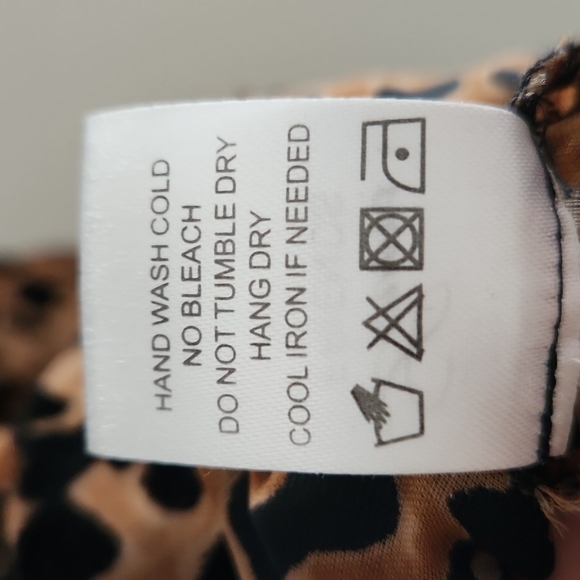 HAND WASH COLD
NO BLEACH
DO NOT TUMBLE DRY
HANG DRY
COOL IRON IF NEEDED